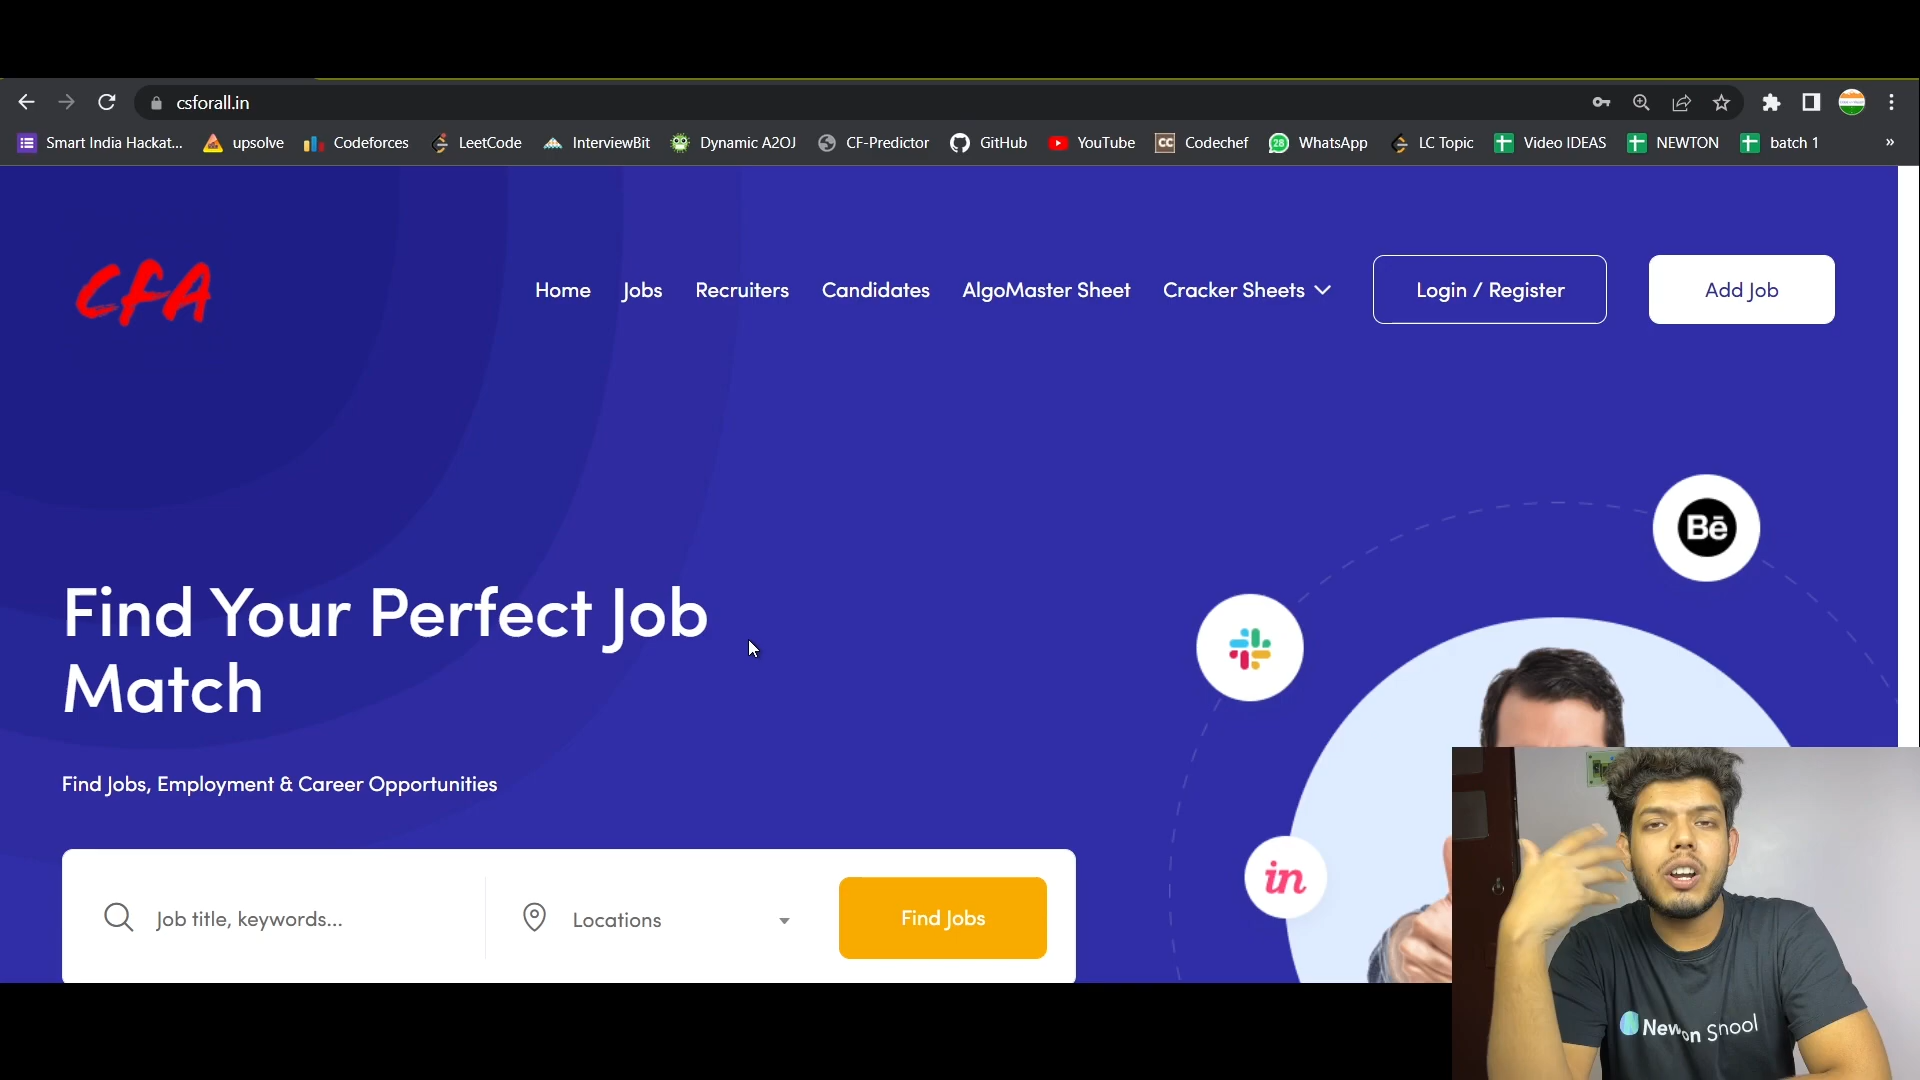 csforall.in
Smart India Hackat... upsolve Codeforces LeetCode InterviewBit Dynamic A2OJ CF-Predictor GitHub YouTube CC Codechef 28 WhatsApp LC Topic Video IDEAS NEWTON batch 1 »
CFA
Home Jobs Recruiters Candidates AlgoMaster Sheet Cracker Sheets Login / Register Add Job
Bē
Find Your Perfect Job
Match
Find Jobs, Employment & Career Opportunities
in
Job title, keywords... Locations Find Jobs